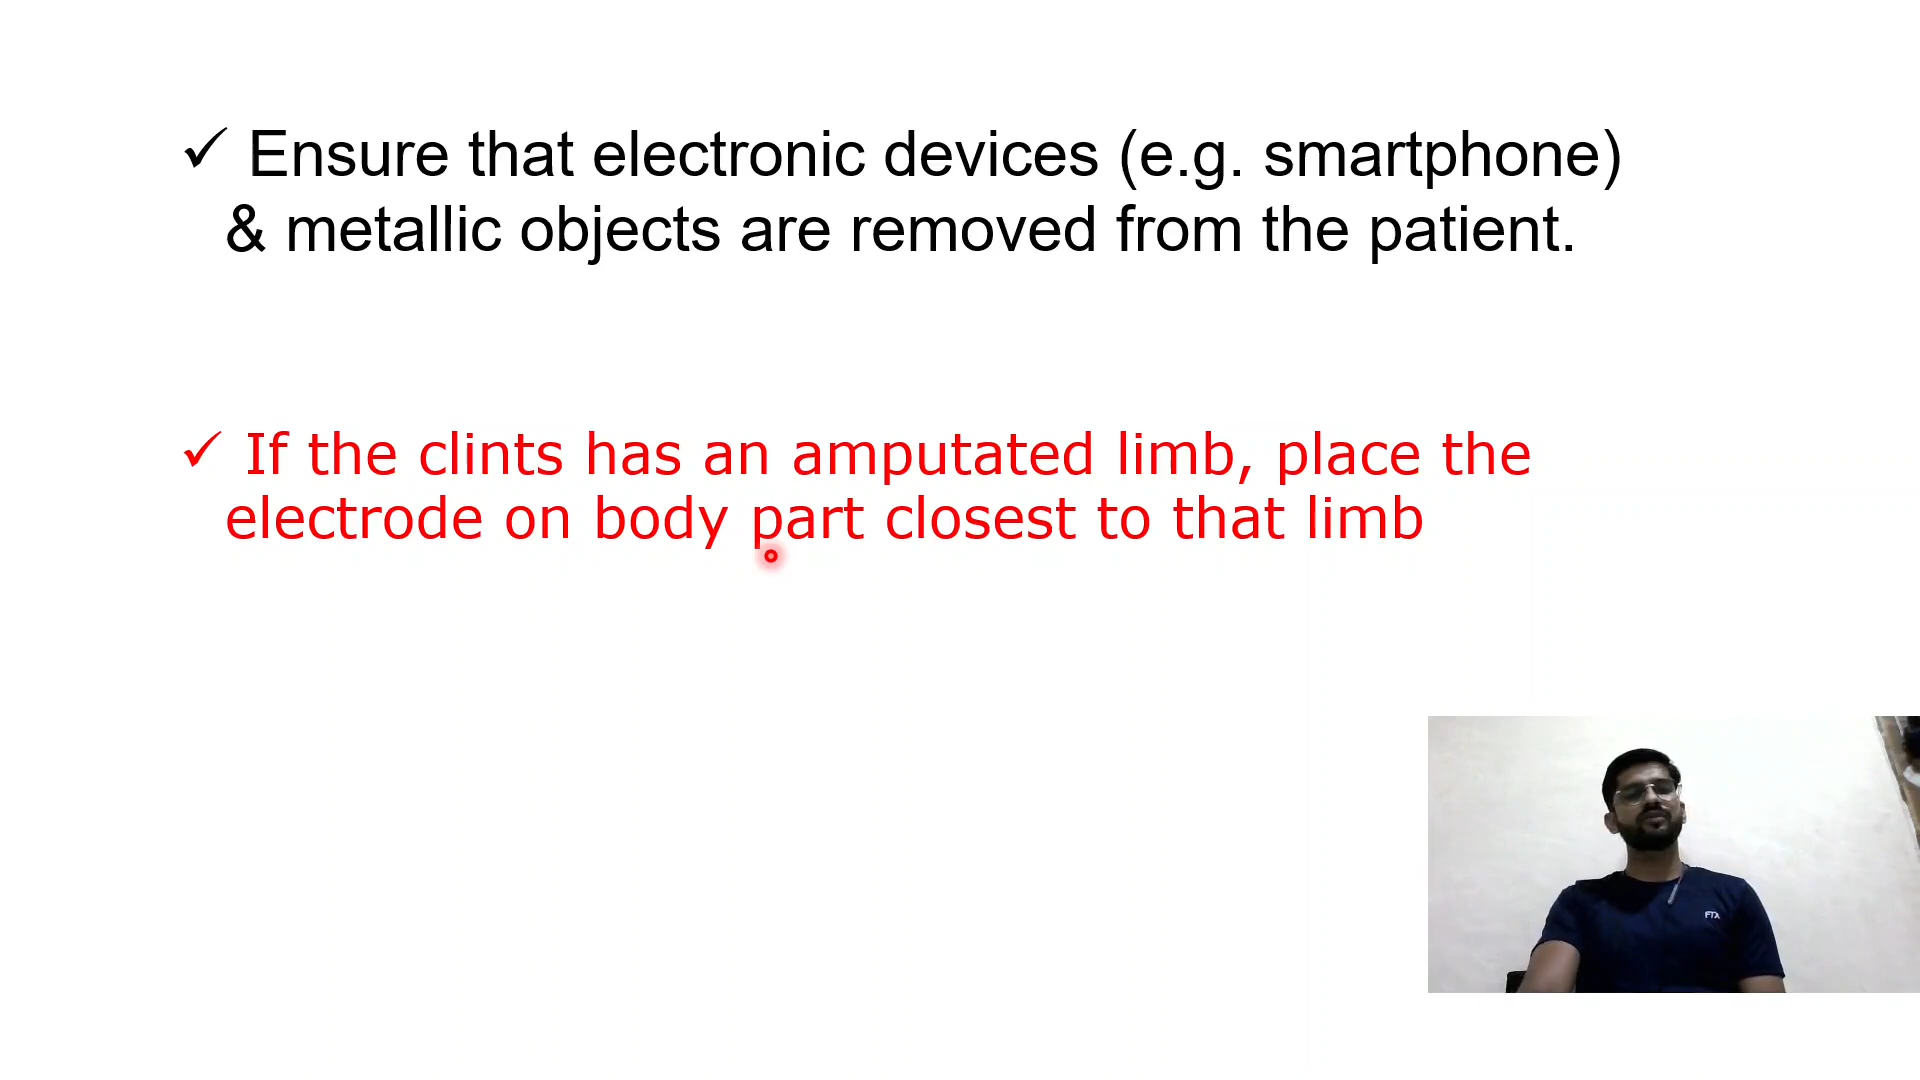 ✓ Ensure that electronic devices (e.g. smartphone)
& metallic objects are removed from the patient.
✓ If the clints has an amputated limb, place the
electrode on body part closest to that limb
FTX